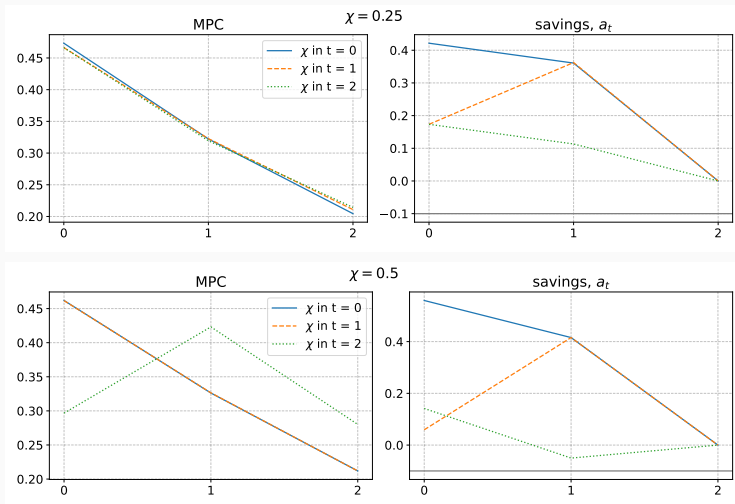 χ = 0.25
MPC
savings, aₜ
0.45
0.40
0.35
0.30
0.25
0.20
χ in t = 0
χ in t = 1
χ in t = 2
0 1 2
0.4
0.3
0.2
0.1
0.0
−0.1
0 1 2
χ = 0.5
MPC
savings, aₜ
0.45
0.40
0.35
0.30
0.25
0.20
χ in t = 0
χ in t = 1
χ in t = 2
0 1 2
0.4
0.2
0.0
0 1 2